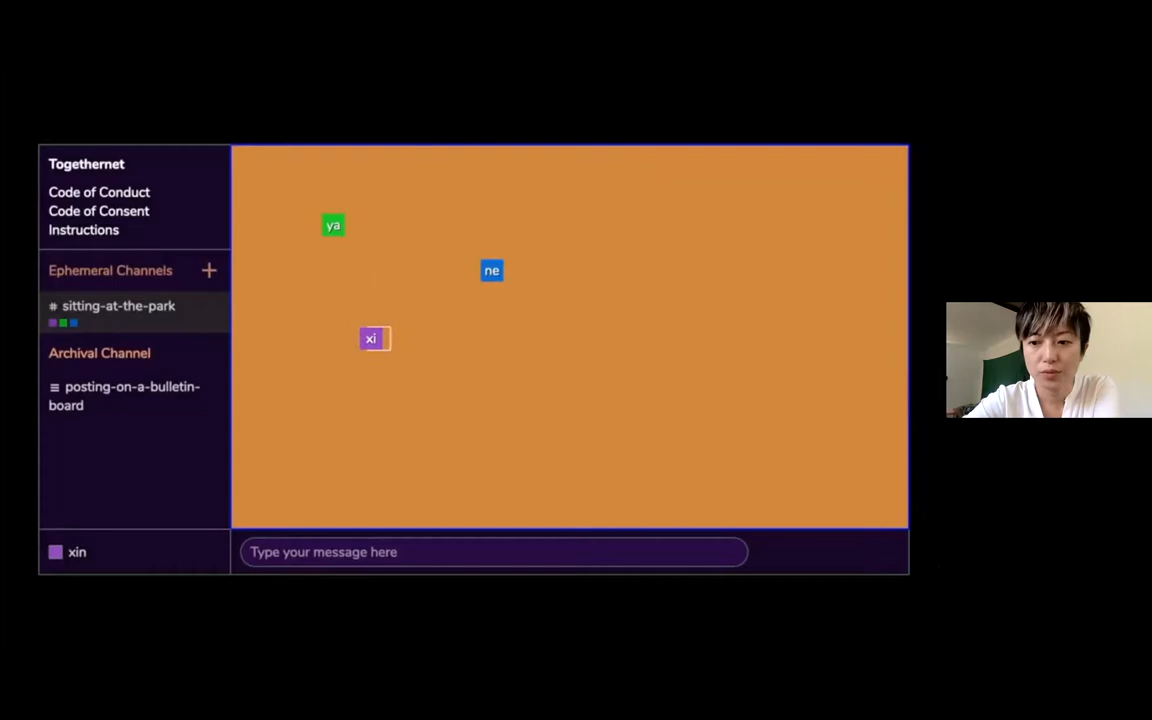 Togethernet
Code of Conduct
Code of Consent
Instructions
Ephemeral Channels +
# sitting-at-the-park
Archival Channel
posting-on-a-bulletin-
board
xin
ya
ne
xi
Type your message here